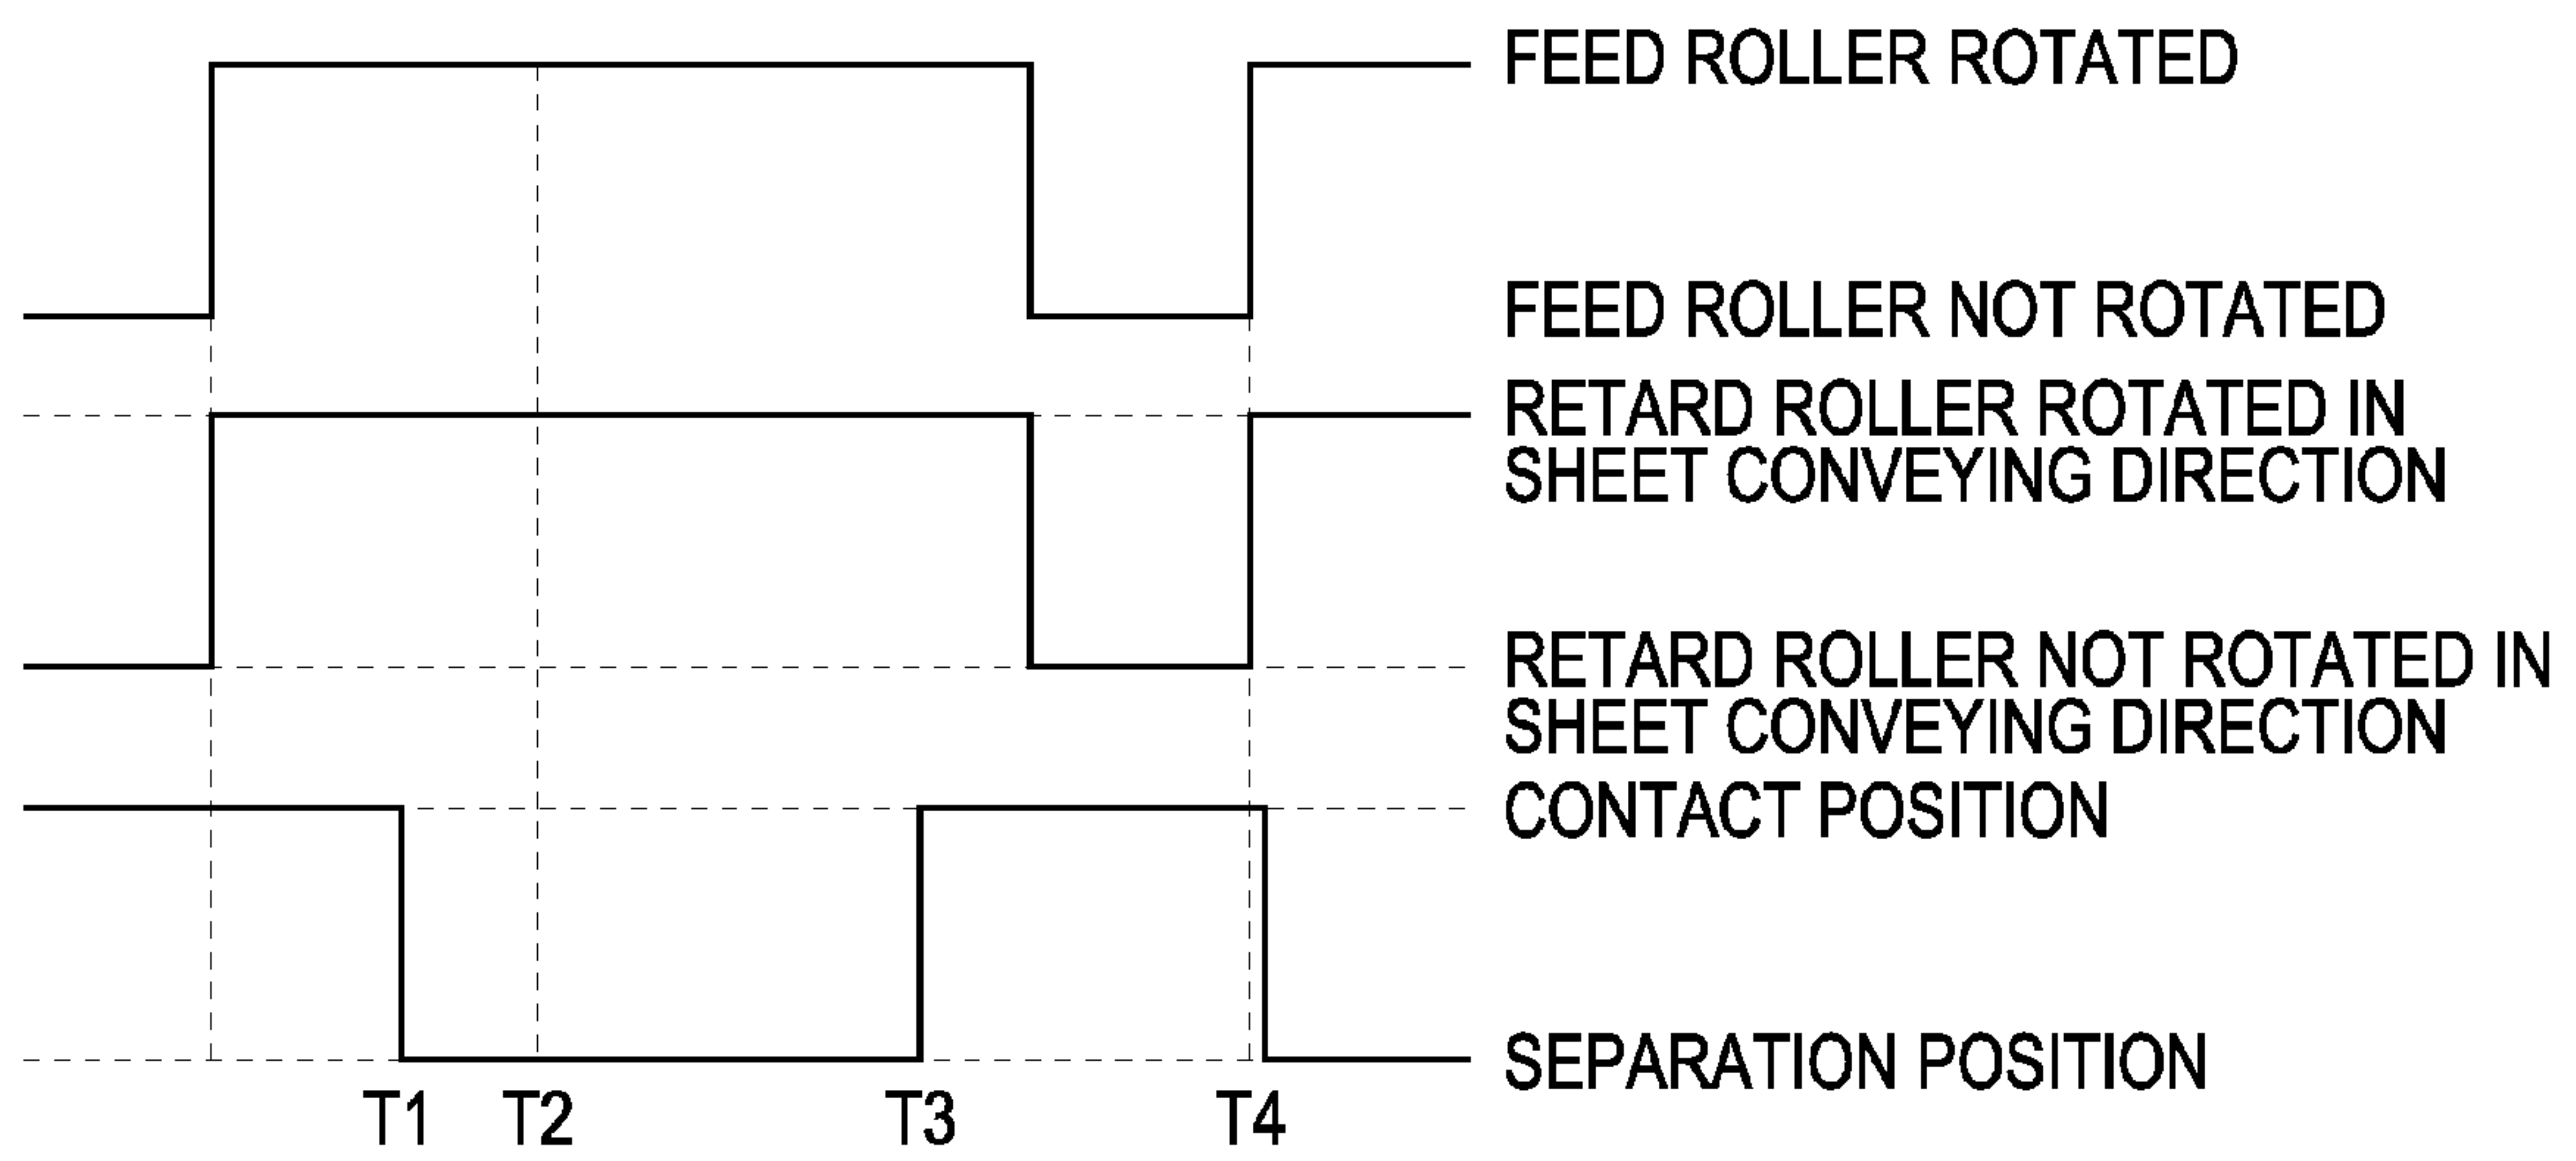 FEED ROLLER ROTATED
FEED ROLLER NOT ROTATED
RETARD ROLLER ROTATED IN
SHEET CONVEYING DIRECTION
RETARD ROLLER NOT ROTATED IN
SHEET CONVEYING DIRECTION
CONTACT POSITION
SEPARATION POSITION
T1 T2 T3 T4